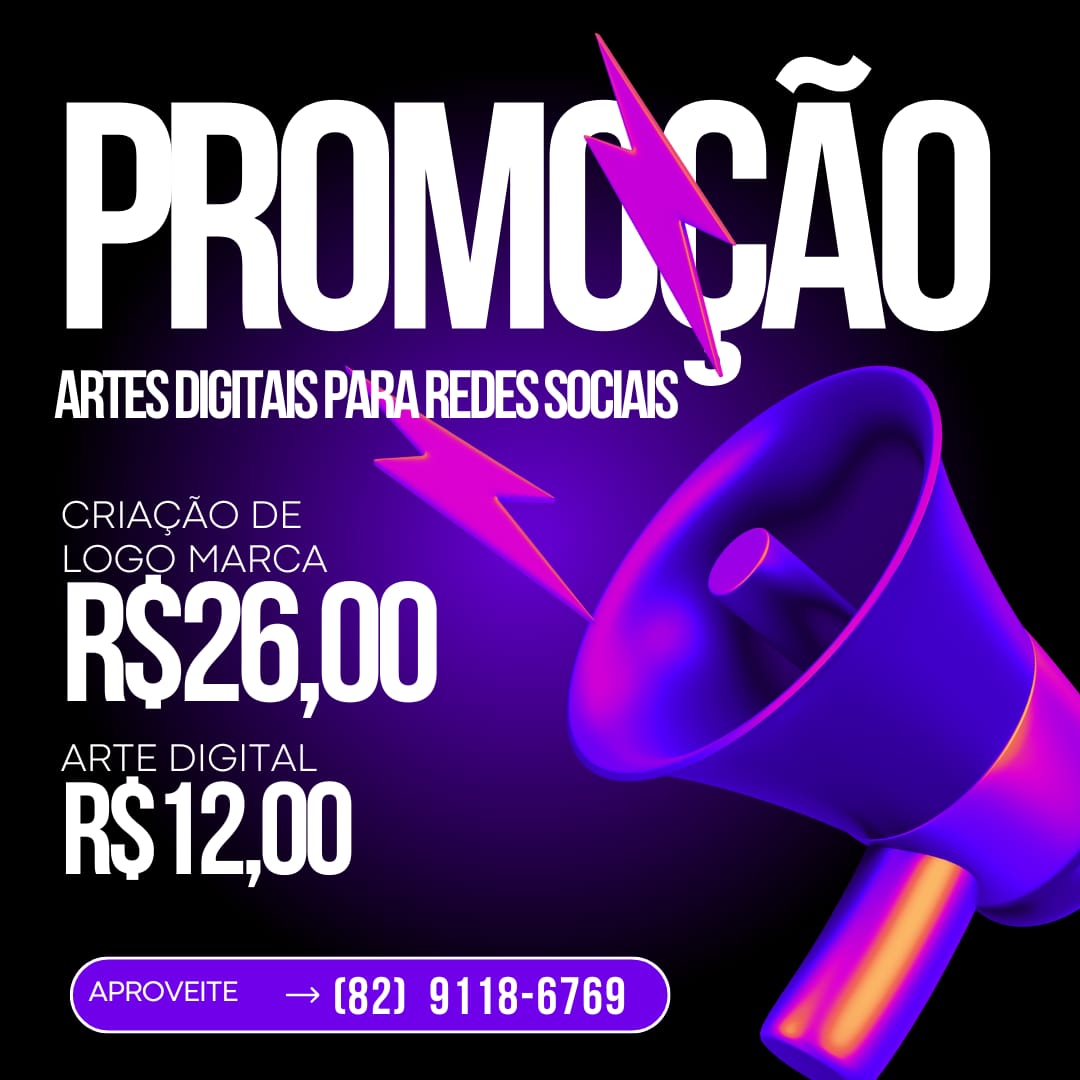 PROMOÇÃO
ARTES DIGITAIS PARA REDES SOCIAIS
CRIAÇÃO DE
LOGO MARCA
R$26,00
ARTE DIGITAL
R$12,00
APROVEITE → (82) 9118-6769